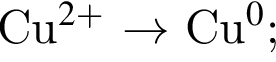 Cu²⁺ → Cu⁰;